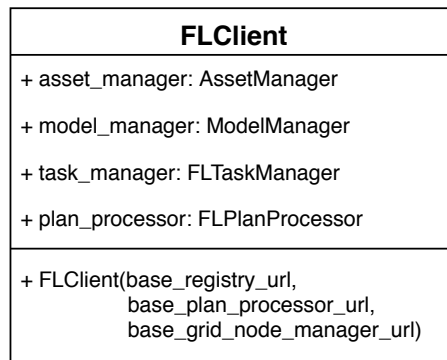 FLClient
+ asset_manager: AssetManager
+ model_manager: ModelManager
+ task_manager: FLTaskManager
+ plan_processor: FLPlanProcessor
+ FLClient(base_registry_url,
base_plan_processor_url,
base_grid_node_manager_url)